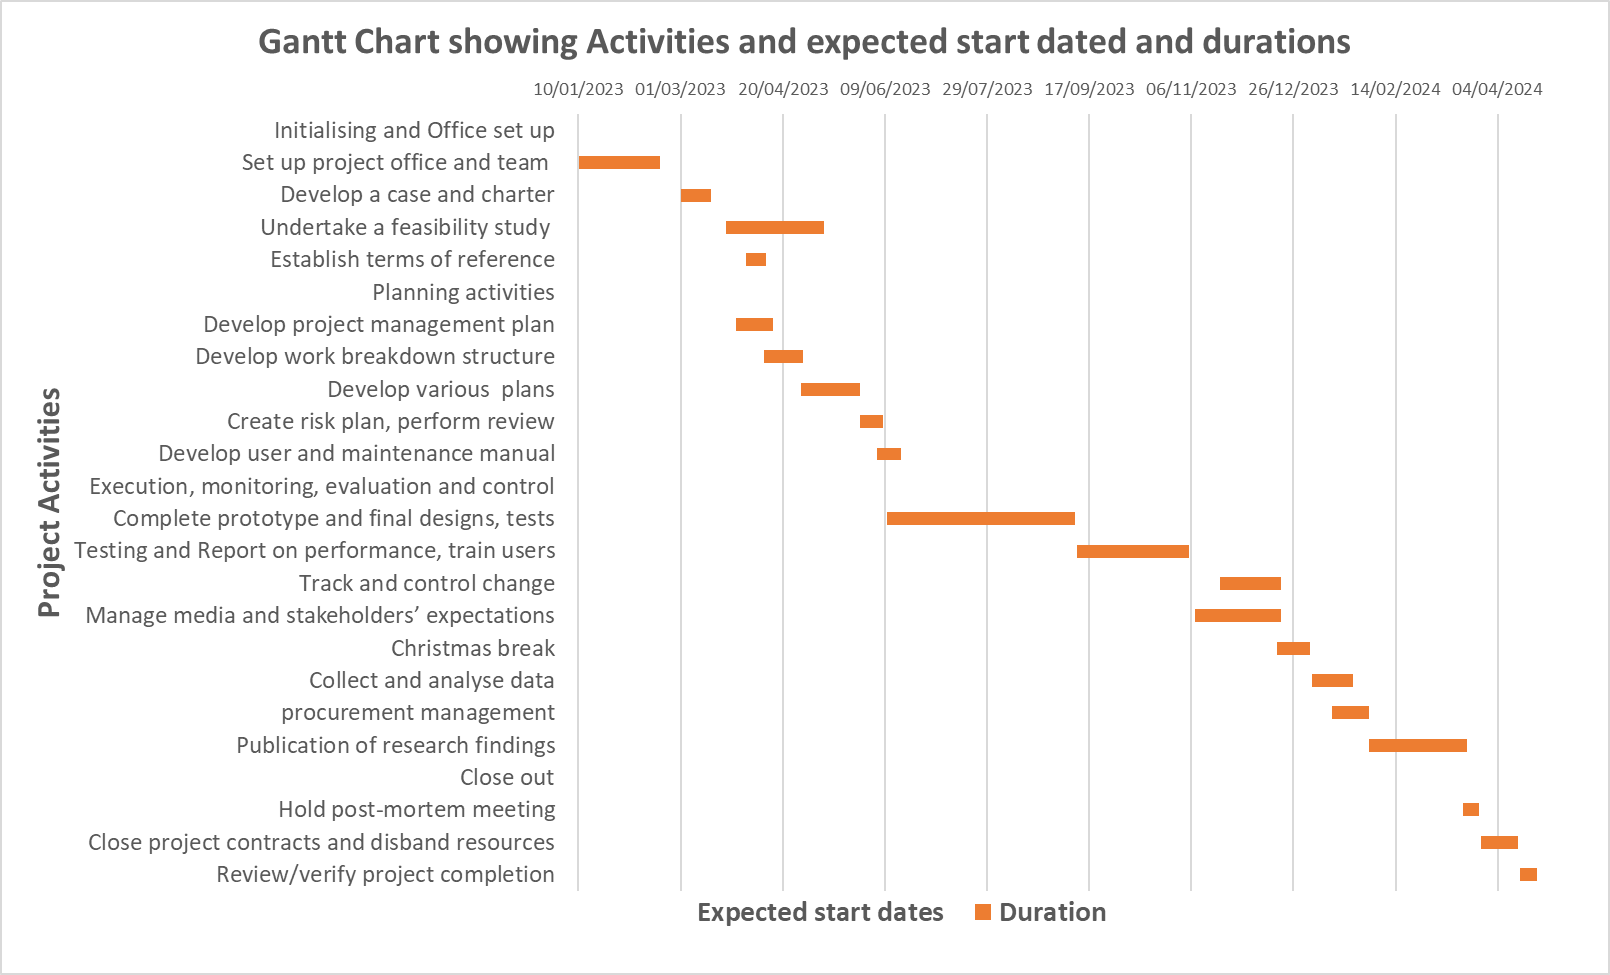 Gantt Chart showing Activities and expected start dated and durations
10/01/2023 01/03/2023 20/04/2023 09/06/2023 29/07/2023 17/09/2023 06/11/2023 26/12/2023 14/02/2024 04/04/2024
Project Activities
Initialising and Office set up
Set up project office and team
Develop a case and charter
Undertake a feasibility study
Establish terms of reference
Planning activities
Develop project management plan
Develop work breakdown structure
Develop various  plans
Create risk plan, perform review
Develop user and maintenance manual
Execution, monitoring, evaluation and control
Complete prototype and final designs, tests
Testing and Report on performance, train users
Track and control change
Manage media and stakeholders’ expectations
Christmas break
Collect and analyse data
procurement management
Publication of research findings
Close out
Hold post-mortem meeting
Close project contracts and disband resources
Review/verify project completion
Expected start dates Duration